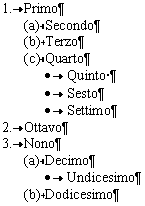 1.→Primo¶
(a)→Secondo¶
(b)→Terzo¶
(c)→Quarto¶
•→Quinto·¶
•→Sesto¶
•→Settimo¶
2.→Ottavo¶
3.→Nono¶
(a)→Decimo¶
•→Undicesimo¶
(b)→Dodicesimo¶